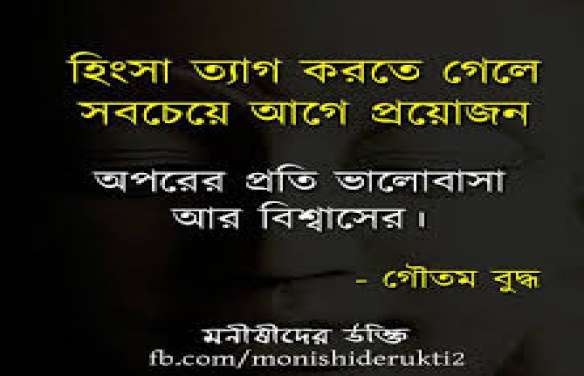 হিংসা ত্যাগ করতে গেলে
সবচেয়ে আগে প্রয়োজন
অপরের প্রতি ভালোবাসা
আর বিশ্বাসের।
- গৌতম বুদ্ধ
মনীষীদের উক্তি
fb.com/monishiderukti2